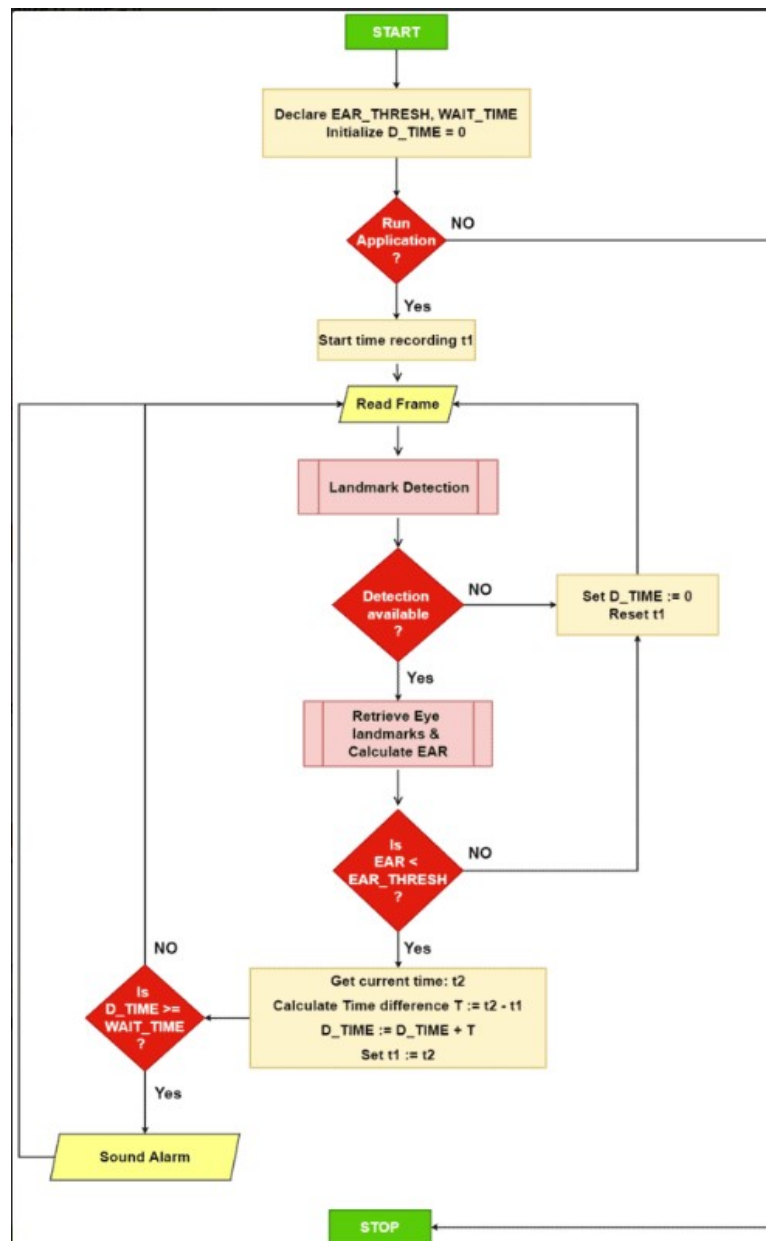 START
Declare EAR_THRESH, WAIT_TIME
Initialize D_TIME = 0
Run
Application
?
NO
Yes
Start time recording t1
Read Frame
Landmark Detection
Detection
available
?
NO
Set D_TIME := 0
Reset t1
Yes
Retrieve Eye
landmarks &
Calculate EAR
Is
EAR <
EAR_THRESH
?
NO
Yes
Get current time: t2
Calculate Time difference T := t2 - t1
D_TIME := D_TIME + T
Set t1 := t2
Is
D_TIME >=
WAIT_TIME
?
NO
Yes
Sound Alarm
STOP